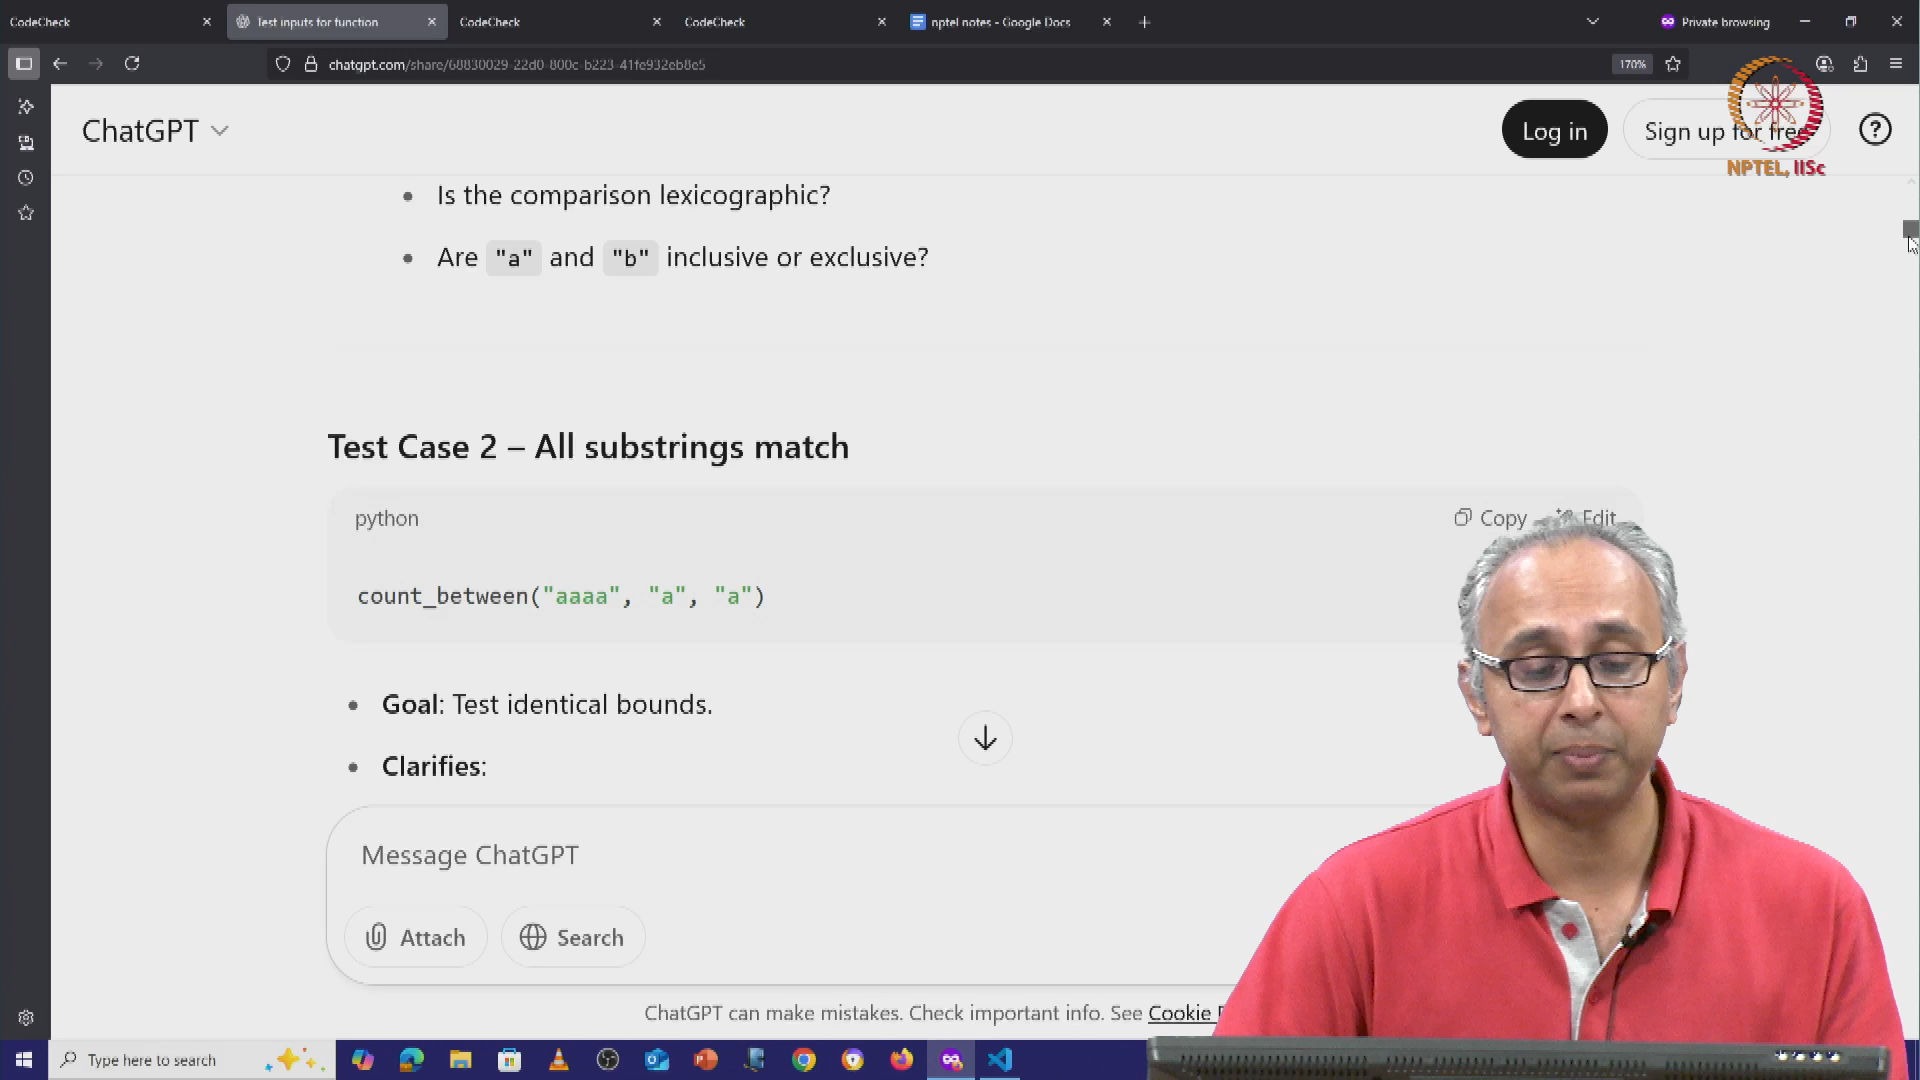 CodeCheck
Test inputs for function
CodeCheck
CodeCheck
nptel notes - Google Docs
Private browsing
chatgpt.com/share/68830029-22d0-800c-b223-41fe932eb8e5
170%
ChatGPT
Log in
Sign up for free
NPTEL, IISc
• Is the comparison lexicographic?
• Are "a" and "b" inclusive or exclusive?
Test Case 2 – All substrings match
python
Copy
Edit
count_between("aaaa", "a", "a")
• Goal: Test identical bounds.
• Clarifies:
Message ChatGPT
Attach
Search
ChatGPT can make mistakes. Check important info. See Cookie
Type here to search